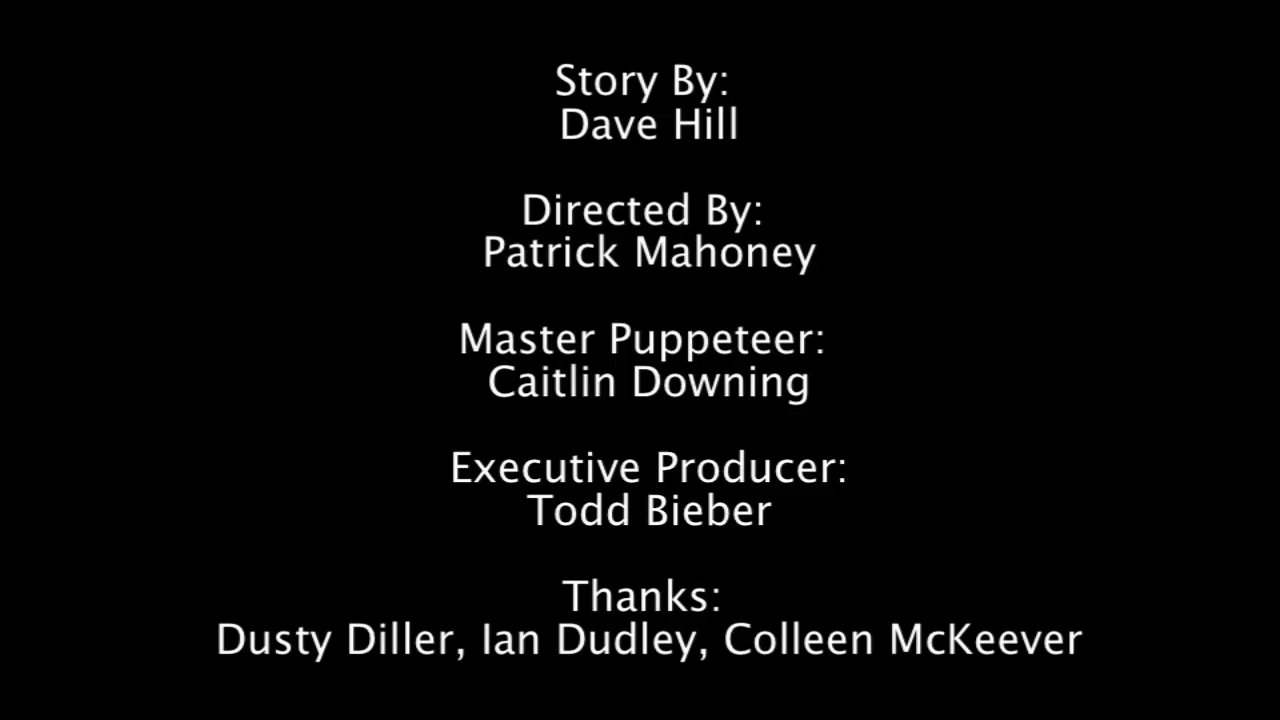 Story By:
Dave Hill
Directed By:
Patrick Mahoney
Master Puppeteer:
Caitlin Downing
Executive Producer:
Todd Bieber
Thanks:
Dusty Diller, Ian Dudley, Colleen McKeever